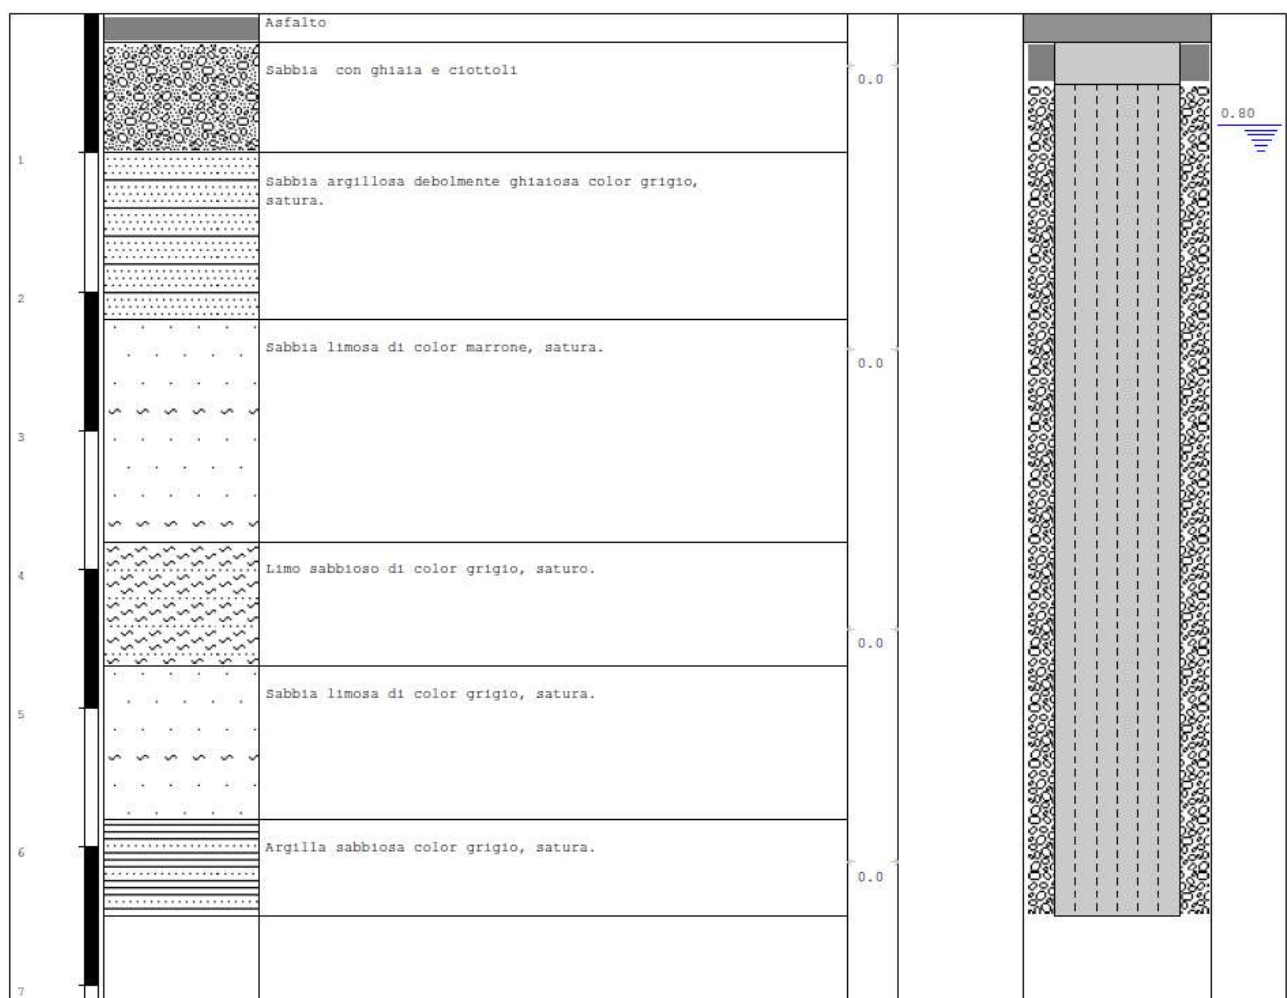 Asfalto
Sabbia con ghiaia e ciottoli
0.0
0.80
1
Sabbia argillosa debolmente ghiaiosa color grigio,
satura.
2
Sabbia limosa di color marrone, satura.
0.0
3
4
Limo sabbioso di color grigio, saturo.
0.0
Sabbia limosa di color grigio, satura.
5
6
Argilla sabbiosa color grigio, satura.
0.0
7